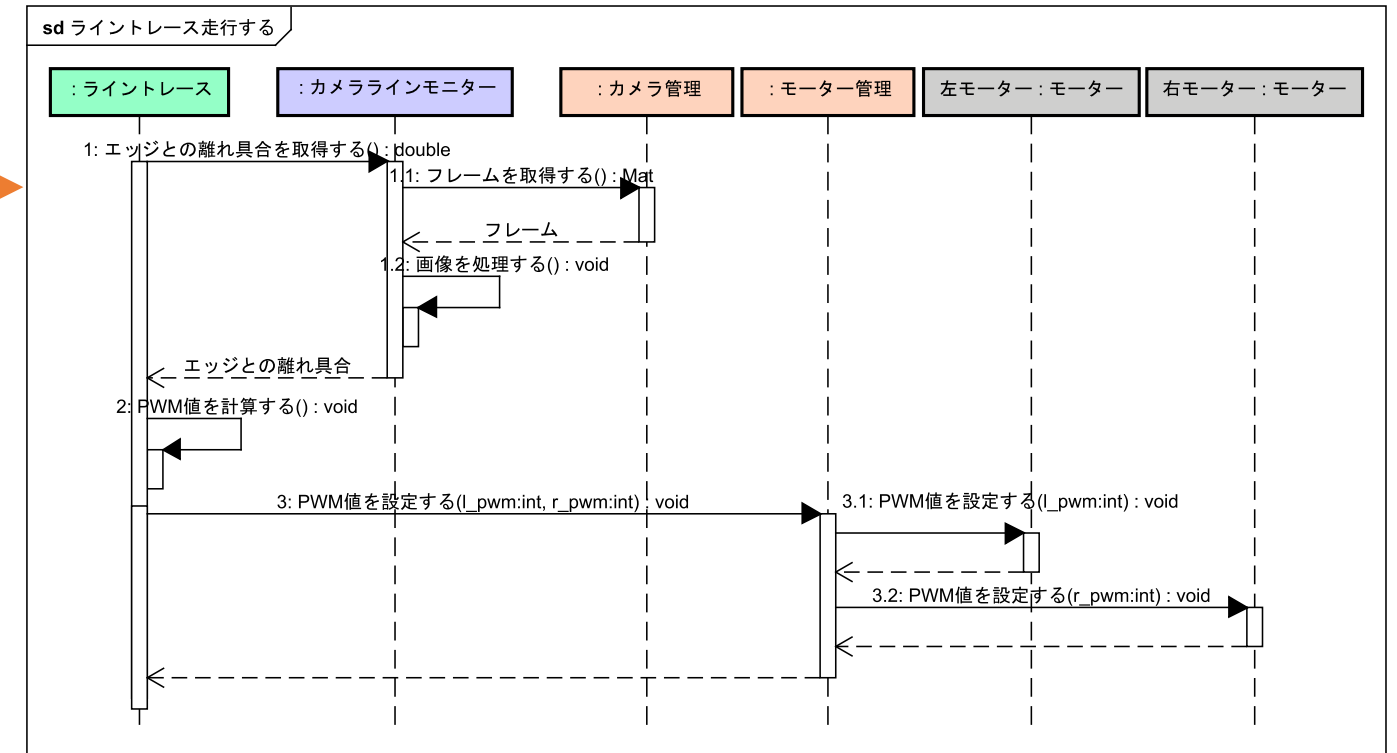 sd ライントレース走行する
: ライントレース
: カメララインモニター
: カメラ管理
: モーター管理
左モーター : モーター
右モーター : モーター
1: エッジとの離れ具合を取得する() : double
1.1: フレームを取得する() : Mat
フレーム
1.2: 画像を処理する() : void
エッジとの離れ具合
2: PWM値を計算する() : void
3: PWM値を設定する(l_pwm:int, r_pwm:int) : void
3.1: PWM値を設定する(l_pwm:int) : void
3.2: PWM値を設定する(r_pwm:int) : void